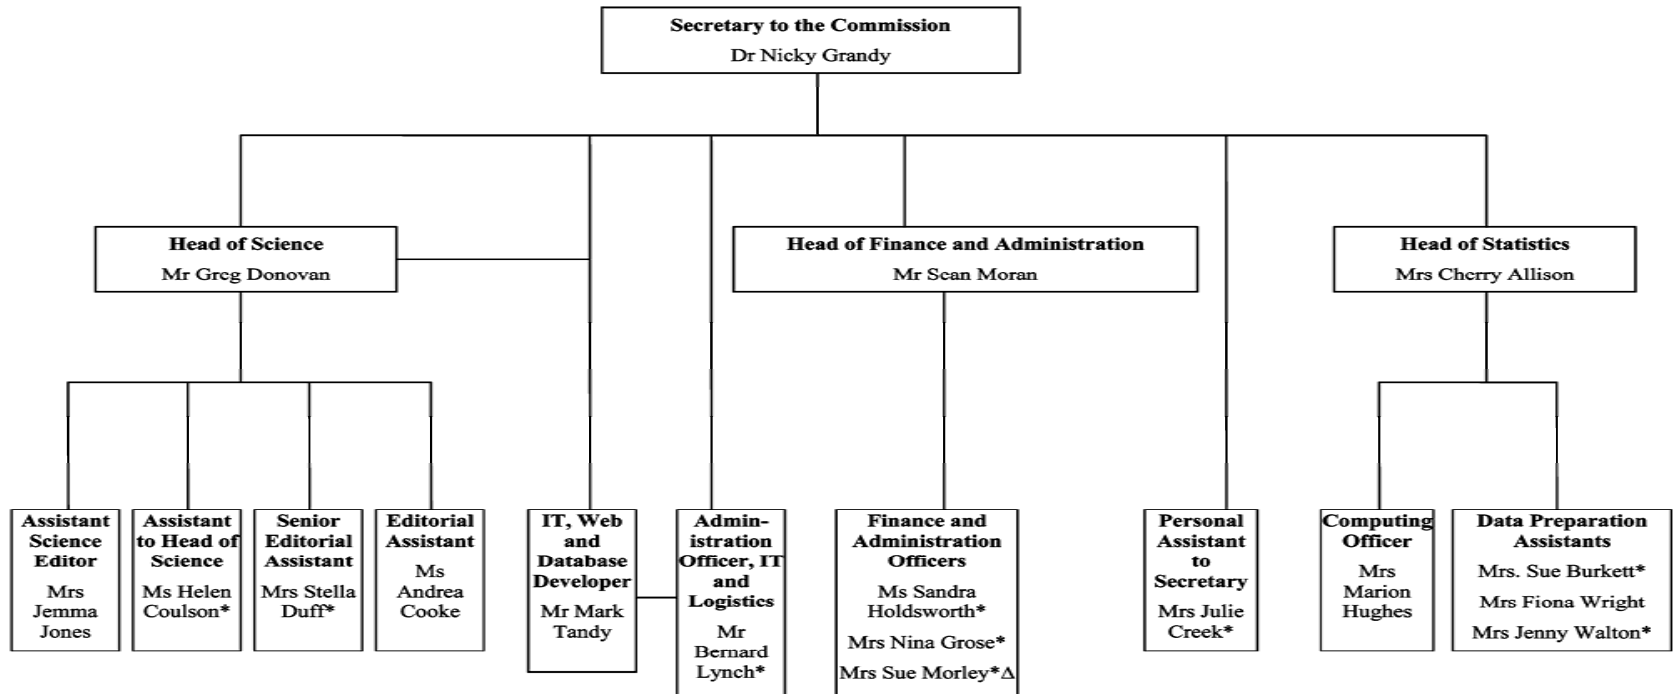 Secretary to the Commission
Dr Nicky Grandy
Head of Science
Mr Greg Donovan
Head of Finance and Administration
Mr Sean Moran
Head of Statistics
Mrs Cherry Allison
Assistant
Science
Editor
Mrs
Jemma
Jones
Assistant
to Head of
Science
Ms Helen
Coulson*
Senior
Editorial
Assistant
Mrs Stella
Duff*
Editorial
Assistant
Ms
Andrea
Cooke
IT, Web
and
Database
Developer
Mr Mark
Tandy
Admin-
istration
Officer, IT
and
Logistics
Mr
Bernard
Lynch*
Finance and
Administration
Officers
Ms Sandra
Holdsworth*
Mrs Nina Grose*
Mrs Sue Morley*Δ
Personal
Assistant
to
Secretary
Mrs Julie
Creek*
Computing
Officer
Mrs
Marion
Hughes
Data Preparation
Assistants
Mrs. Sue Burkett*
Mrs Fiona Wright
Mrs Jenny Walton*